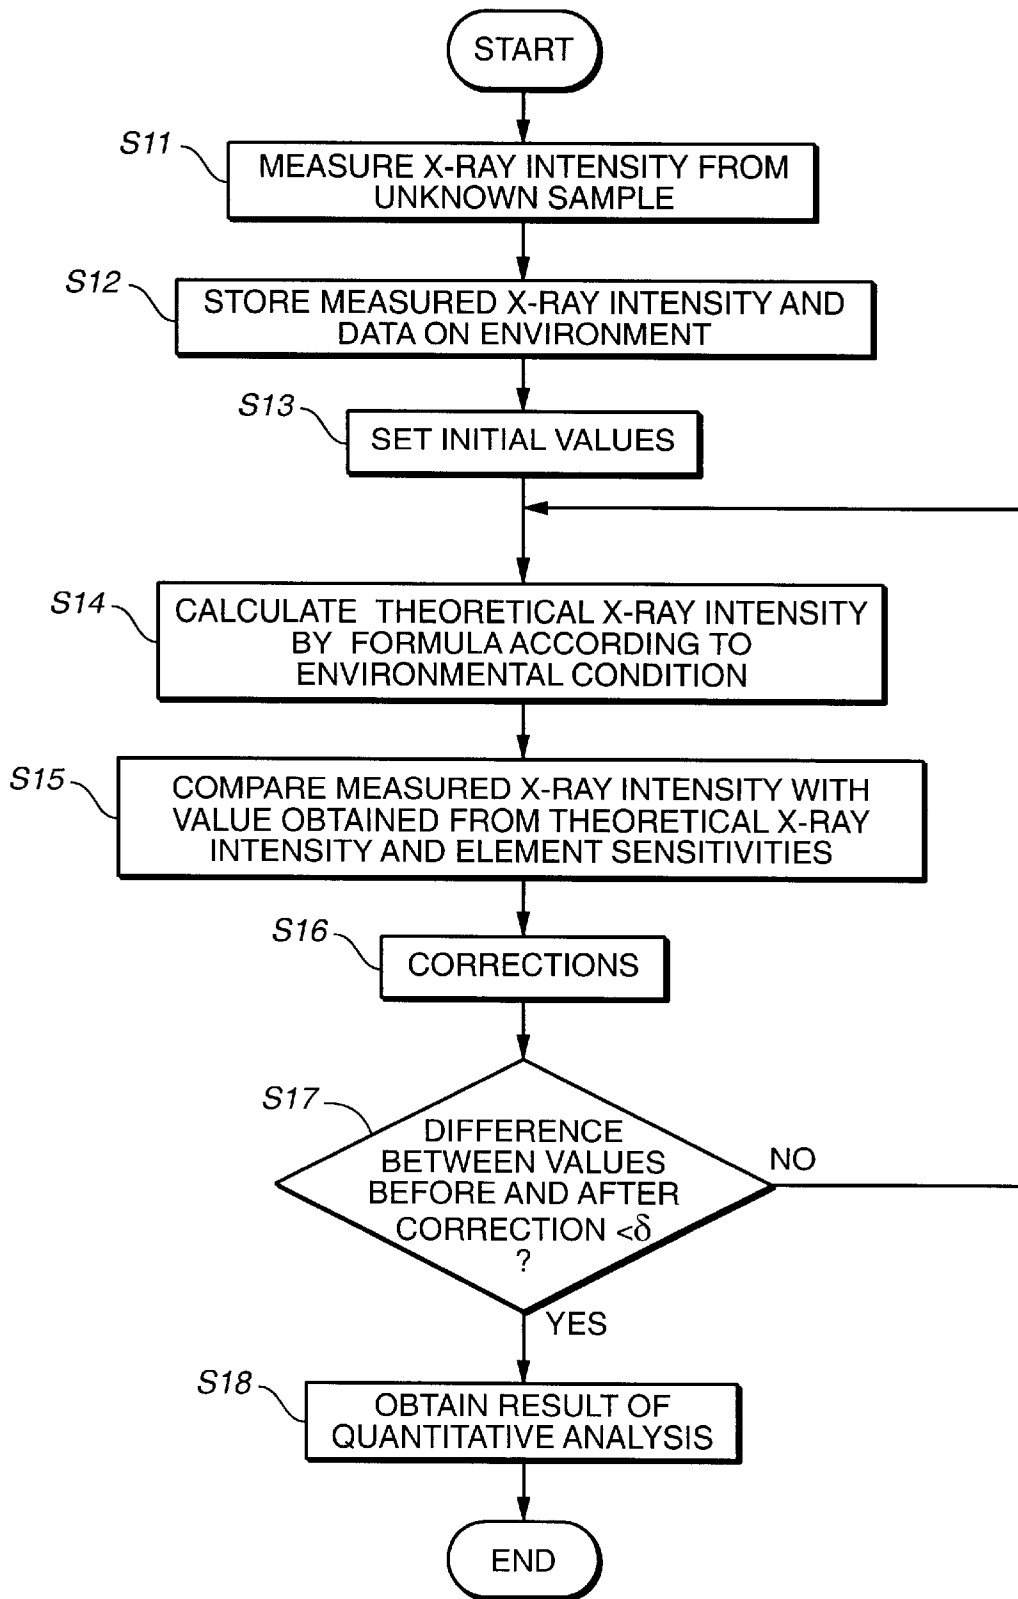 START
S11
MEASURE X-RAY INTENSITY FROM
UNKNOWN SAMPLE
S12
STORE MEASURED X-RAY INTENSITY AND
DATA ON ENVIRONMENT
S13
SET INITIAL VALUES
S14
CALCULATE THEORETICAL X-RAY INTENSITY
BY FORMULA ACCORDING TO
ENVIRONMENTAL CONDITION
S15
COMPARE MEASURED X-RAY INTENSITY WITH
VALUE OBTAINED FROM THEORETICAL X-RAY
INTENSITY AND ELEMENT SENSITIVITIES
S16
CORRECTIONS
S17
DIFFERENCE
BETWEEN VALUES
BEFORE AND AFTER
CORRECTION <δ
?
NO
YES
S18
OBTAIN RESULT OF
QUANTITATIVE ANALYSIS
END